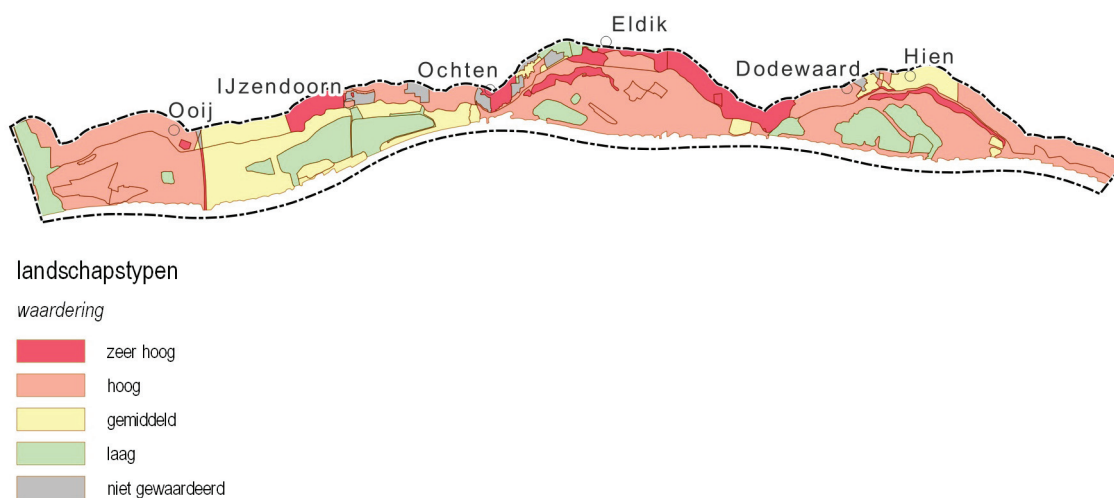 Eldik
Hien
Ochten
Dodewaard
IJzendoorn
Ooij
landschapstypen
waardering
zeer hoog
hoog
gemiddeld
laag
niet gewaardeerd